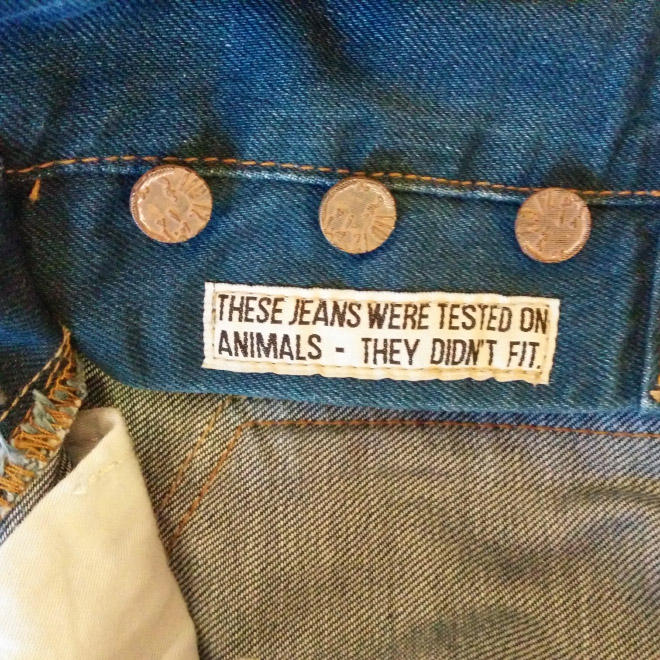 THESE JEANS WERE TESTED ON
ANIMALS - THEY DIDN'T FIT.